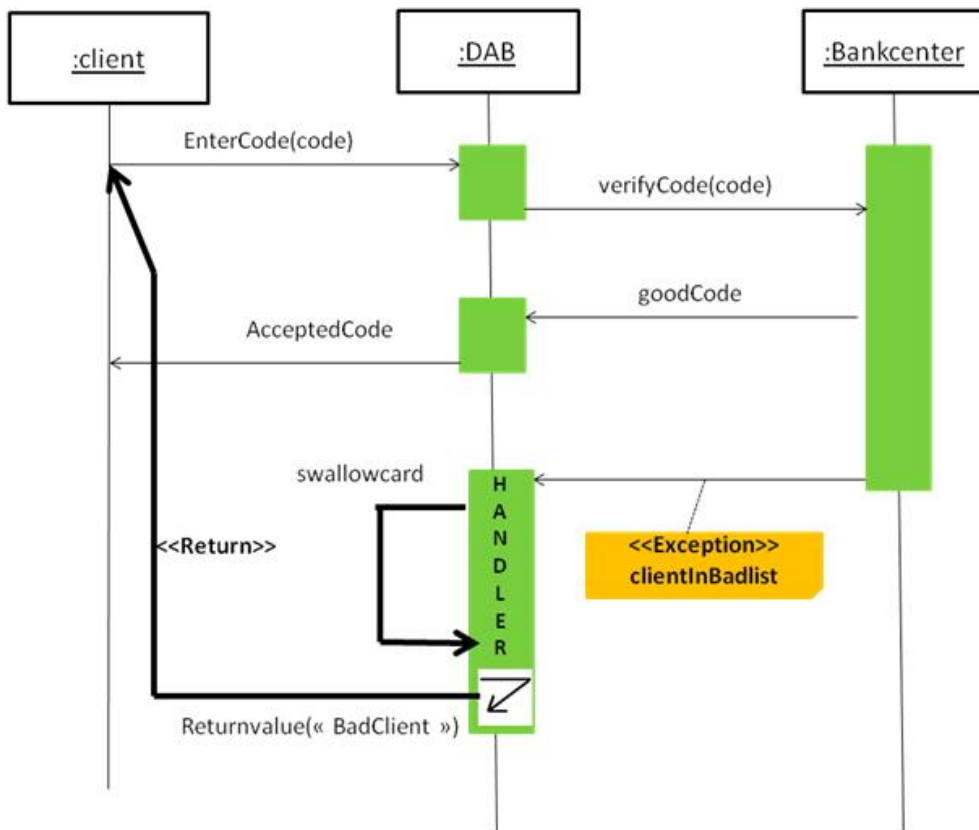 :client
:DAB
:Bankcenter
EnterCode(code)
verifyCode(code)
goodCode
AcceptedCode
swallowcard
H
A
N
D
L
E
R
<<Return>>
<<Exception>>
clientInBadlist
Returnvalue(« BadClient »)